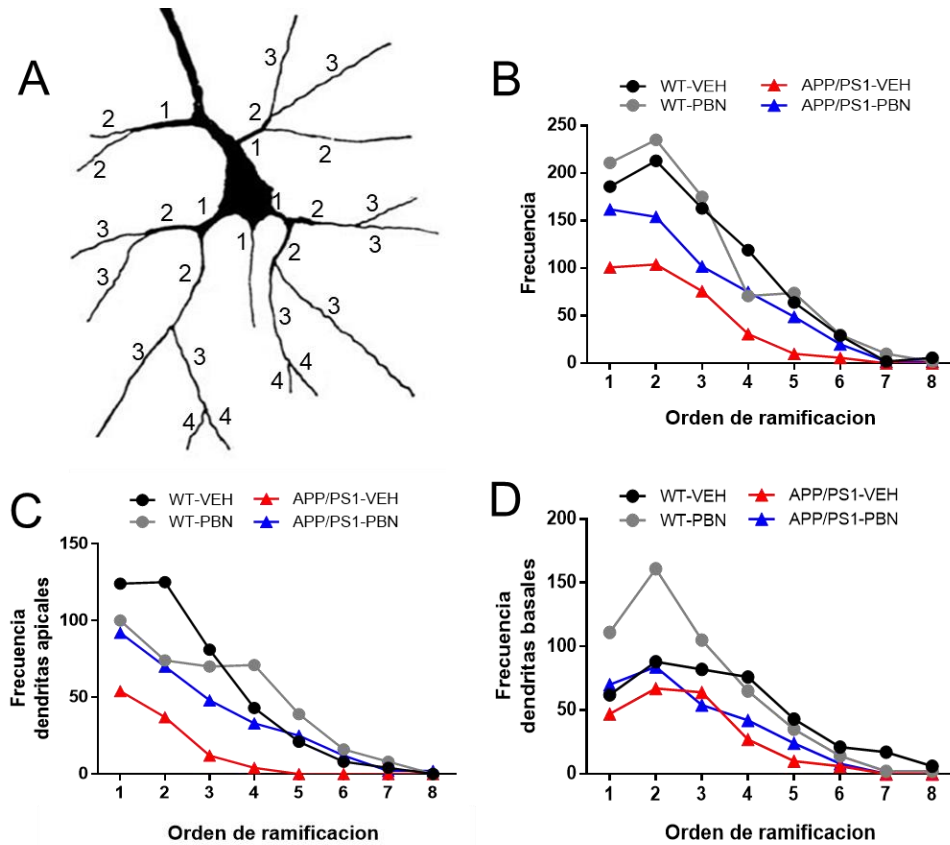 A
3
3
2
1
2
2
1
2
1
1
2
3
3
2
3
1
2
3
2
3
3
3
3
4
4
4
4
B
WT-VEH
APP/PS1-VEH
WT-PBN
APP/PS1-PBN
Frecuencia
250
200
150
100
50
0
1 2 3 4 5 6 7 8
Orden de ramificacion
C
WT-VEH
APP/PS1-VEH
WT-PBN
APP/PS1-PBN
Frecuencia
dendritas apicales
150
100
50
0
1 2 3 4 5 6 7 8
Orden de ramificacion
D
WT-VEH
APP/PS1-VEH
WT-PBN
APP/PS1-PBN
Frecuencia
dendritas basales
200
150
100
50
0
1 2 3 4 5 6 7 8
Orden de ramificacion